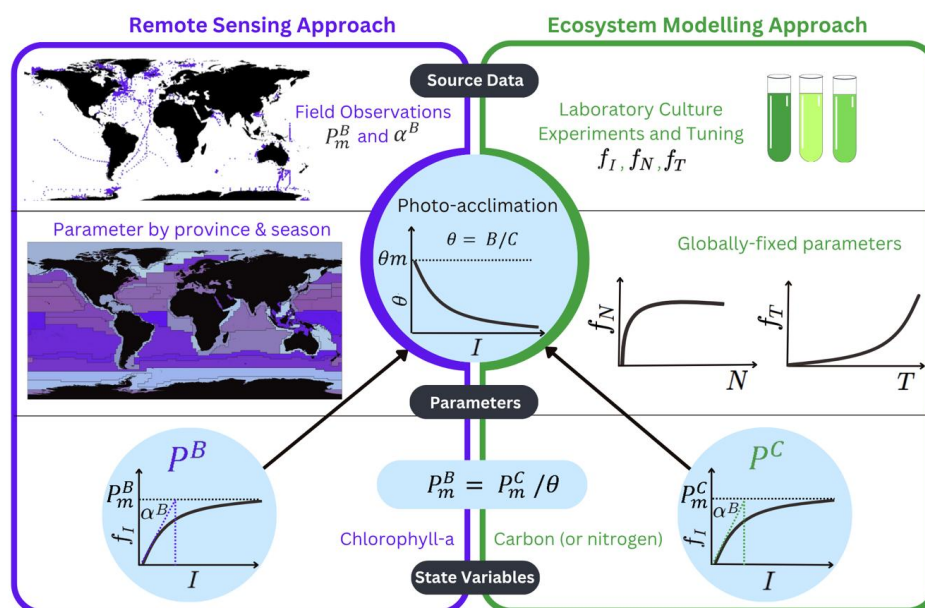 Remote Sensing Approach
Ecosystem Modelling Approach
Source Data
Field Observations
P_m^B and α^B
Laboratory Culture
Experiments and Tuning
f_I, f_N, f_T
Photo-acclimation
θ = B/C
θm
θ
I
Parameter by province & season
Globally-fixed parameters
f_N
N
f_T
T
Parameters
P^B
P_m^B
α^B
f_I
I
P_m^B = P_m^C /θ
Chlorophyll-a
Carbon (or nitrogen)
P^C
P_m^C
α^B
f_I
I
State Variables